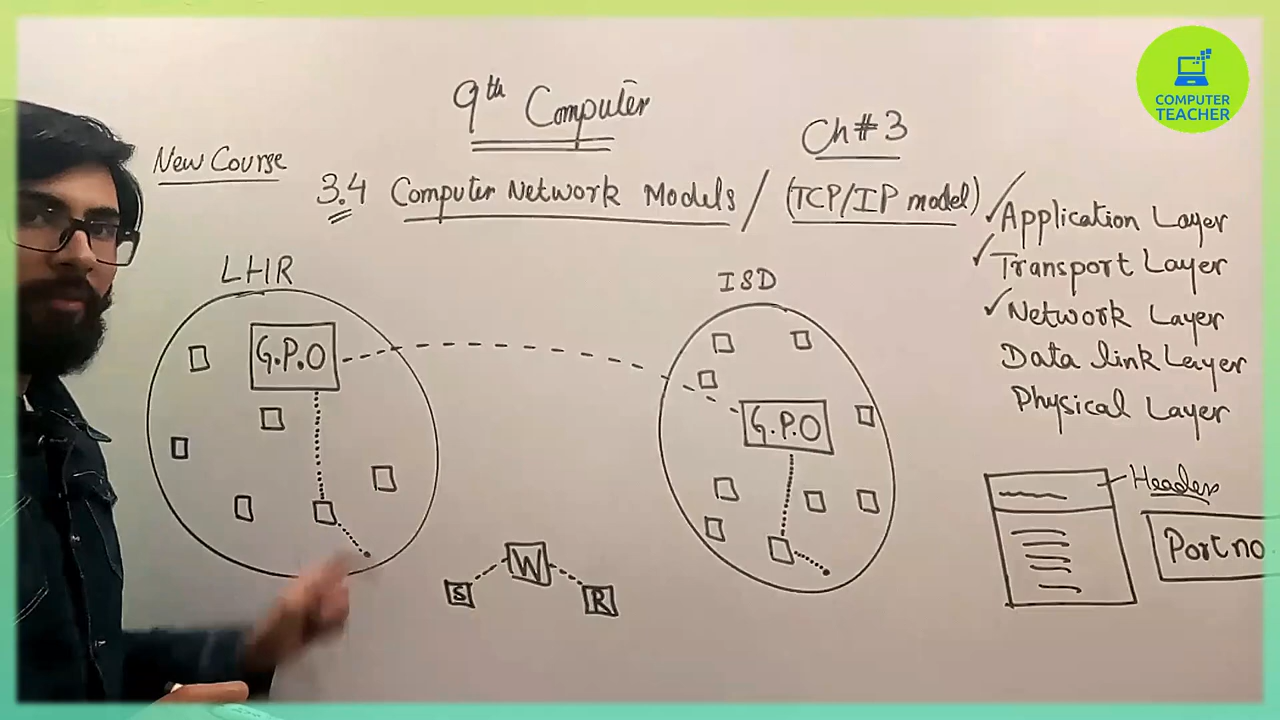 9th Computer
Ch#3
New Course
3.4 Computer Network Models / (TCP/IP model)
Application Layer
Transport Layer
Network Layer
Data link Layer
Physical Layer
LHR
ISD
G.P.O
G.P.O
Header
Port no
W
S
R
COMPUTER
TEACHER